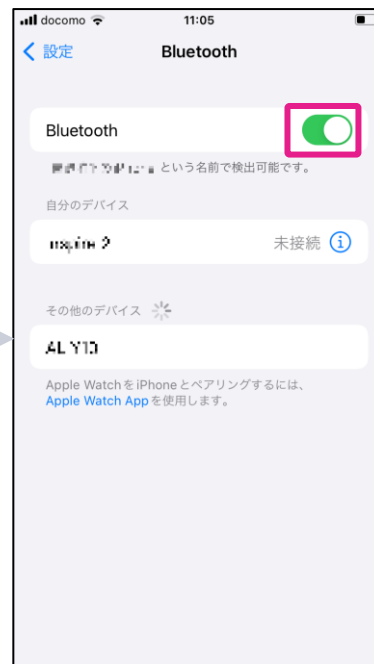 docomo 11:05
設定 Bluetooth
Bluetooth
という名前で検出可能です。
自分のデバイス
未接続
その他のデバイス
Apple WatchをiPhoneとペアリングするには、
Apple Watch Appを使用します。